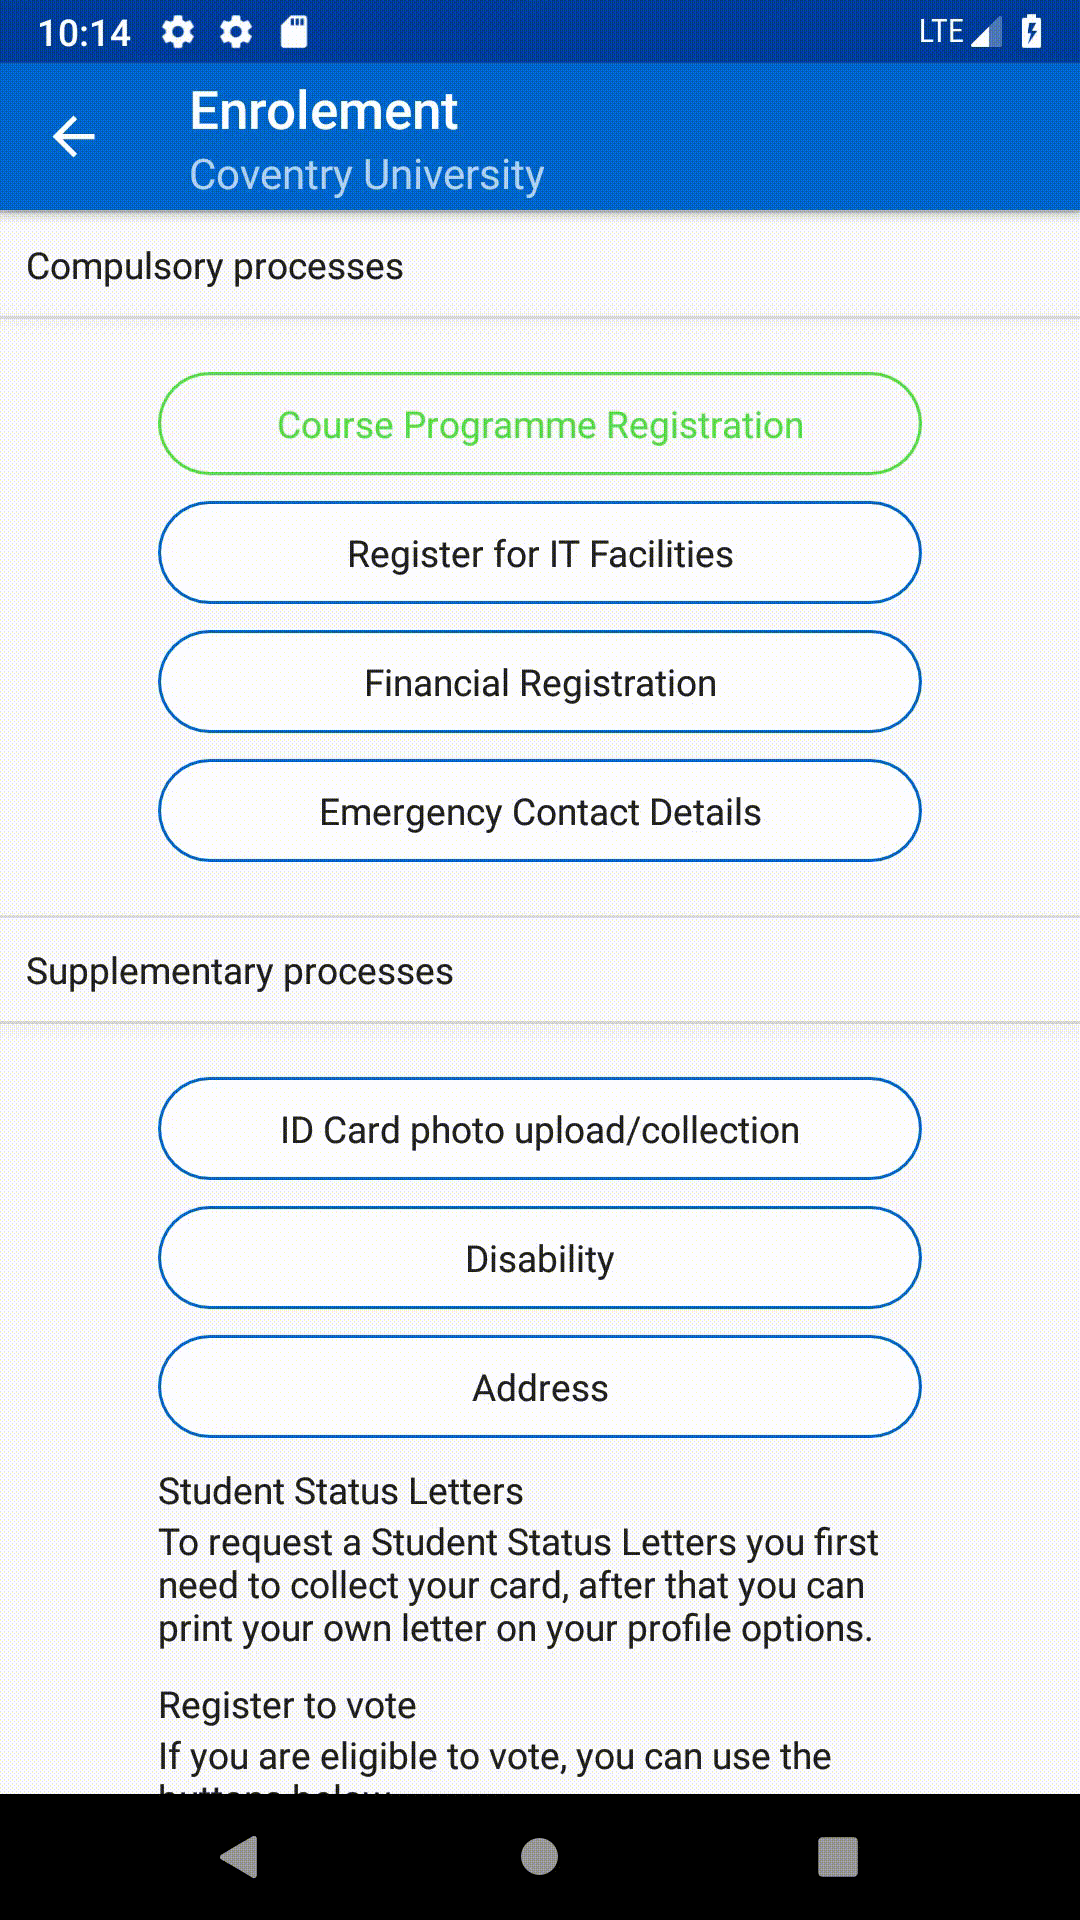 10:14
LTE
Enrolement
Coventry University
Compulsory processes
Course Programme Registration
Register for IT Facilities
Financial Registration
Emergency Contact Details
Supplementary processes
ID Card photo upload/collection
Disability
Address
Student Status Letters
To request a Student Status Letters you first
need to collect your card, after that you can
print your own letter on your profile options.
Register to vote
If you are eligible to vote, you can use the
buttons below